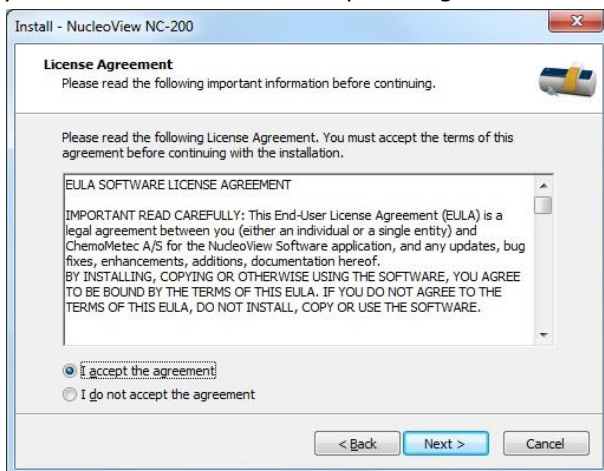 Install - NucleoView NC-200
License Agreement
Please read the following important information before continuing.
Please read the following License Agreement. You must accept the terms of this
agreement before continuing with the installation.
EULA SOFTWARE LICENSE AGREEMENT
IMPORTANT READ CAREFULLY: This End-User License Agreement (EULA) is a
legal agreement between you (either an individual or a single entity) and
ChemoMetec A/S for the NucleoView Software application, and any updates, bug
fixes, enhancements, additions, documentation hereof.
BY INSTALLING, COPYING OR OTHERWISE USING THE SOFTWARE, YOU AGREE
TO BE BOUND BY THE TERMS OF THIS EULA. IF YOU DO NOT AGREE TO THE
TERMS OF THIS EULA, DO NOT INSTALL, COPY OR USE THE SOFTWARE.
I accept the agreement
I do not accept the agreement
< Back Next > Cancel